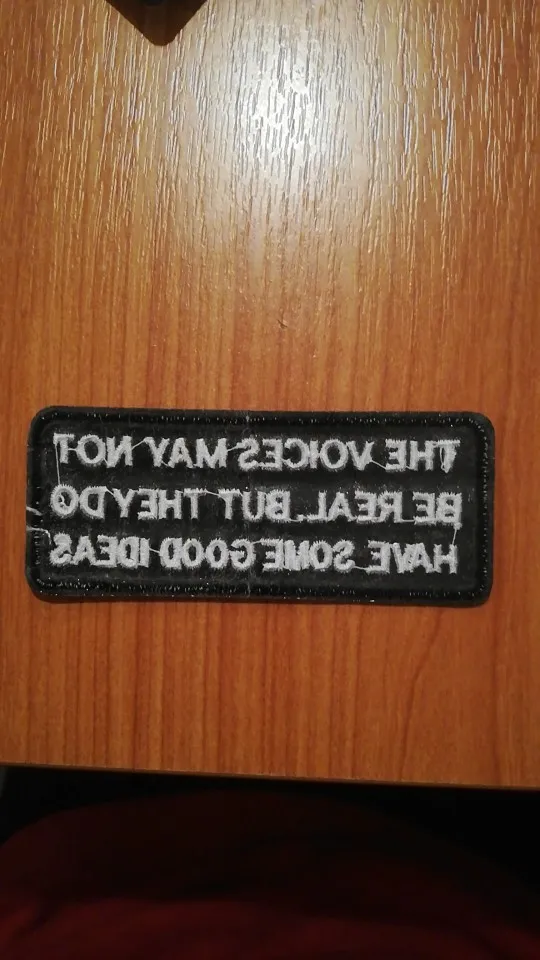 THE VOICES MAY NOT
BE REAL BUT THEY DO
HAVE SOME GOOD IDEAS